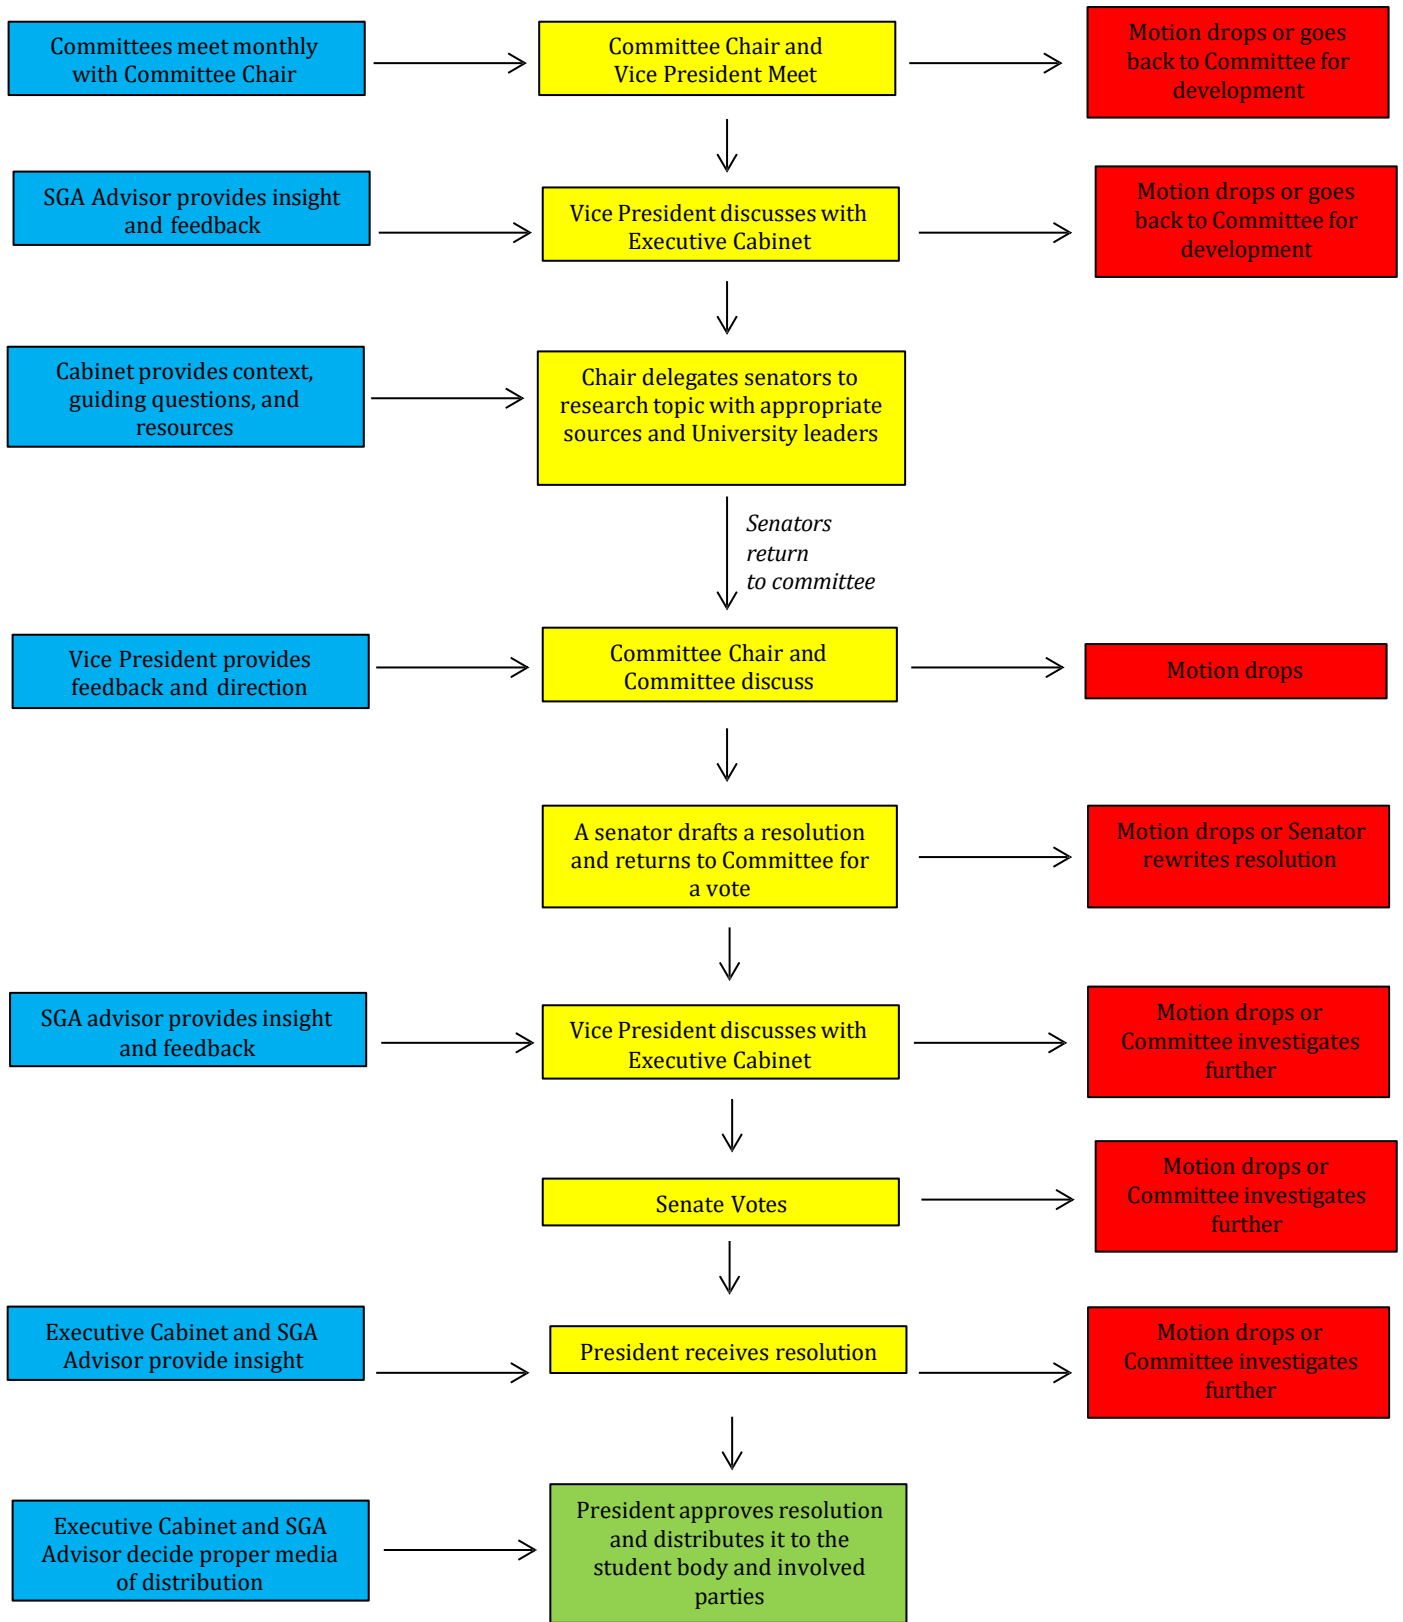 Committees meet monthly
with Committee Chair
Committee Chair and
Vice President Meet
Motion drops or goes
back to Committee for
development
SGA Advisor provides insight
and feedback
Vice President discusses with
Executive Cabinet
Motion drops or goes
back to Committee for
development
Cabinet provides context,
guiding questions, and
resources
Chair delegates senators to
research topic with appropriate
sources and University leaders
Senators
return
to committee
Vice President provides
feedback and direction
Committee Chair and
Committee discuss
Motion drops
A senator drafts a resolution
and returns to Committee for
a vote
Motion drops or Senator
rewrites resolution
SGA advisor provides insight
and feedback
Vice President discusses with
Executive Cabinet
Motion drops or
Committee investigates
further
Senate Votes
Motion drops or
Committee investigates
further
Executive Cabinet and SGA
Advisor provide insight
President receives resolution
Motion drops or
Committee investigates
further
Executive Cabinet and SGA
Advisor decide proper media
of distribution
President approves resolution
and distributes it to the
student body and involved
parties